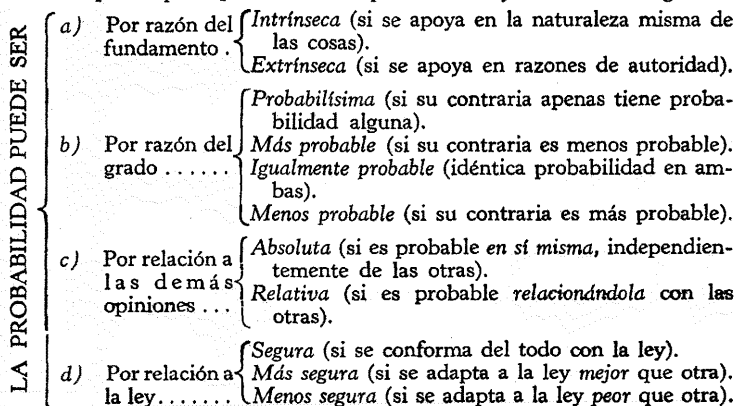 LA PROBABILIDAD PUEDE SER
a) Por razón del fundamento .
Intrínseca (si se apoya en la naturaleza misma de
las cosas).
Extrínseca (si se apoya en razones de autoridad).
b) Por razón del grado ......
Probabilísima (si su contraria apenas tiene proba-
bilidad alguna).
Más probable (si su contraria es menos probable).
Igualmente probable (idéntica probabilidad en am-
bas).
Menos probable (si su contraria es más probable).
c) Por relación a las demás opiniones ...
Absoluta (si es probable en sí misma, independien-
temente de las otras).
Relativa (si es probable relacionándola con las
otras).
d) Por relación a la ley.......
Segura (si se conforma del todo con la ley).
Más segura (si se adapta a la ley mejor que otra).
Menos segura (si se adapta a la ley peor que otra).